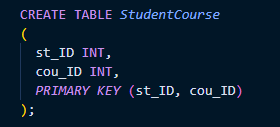 CREATE TABLE StudentCourse
(
st_ID INT,
cou_ID INT,
PRIMARY KEY (st_ID, cou_ID)
);